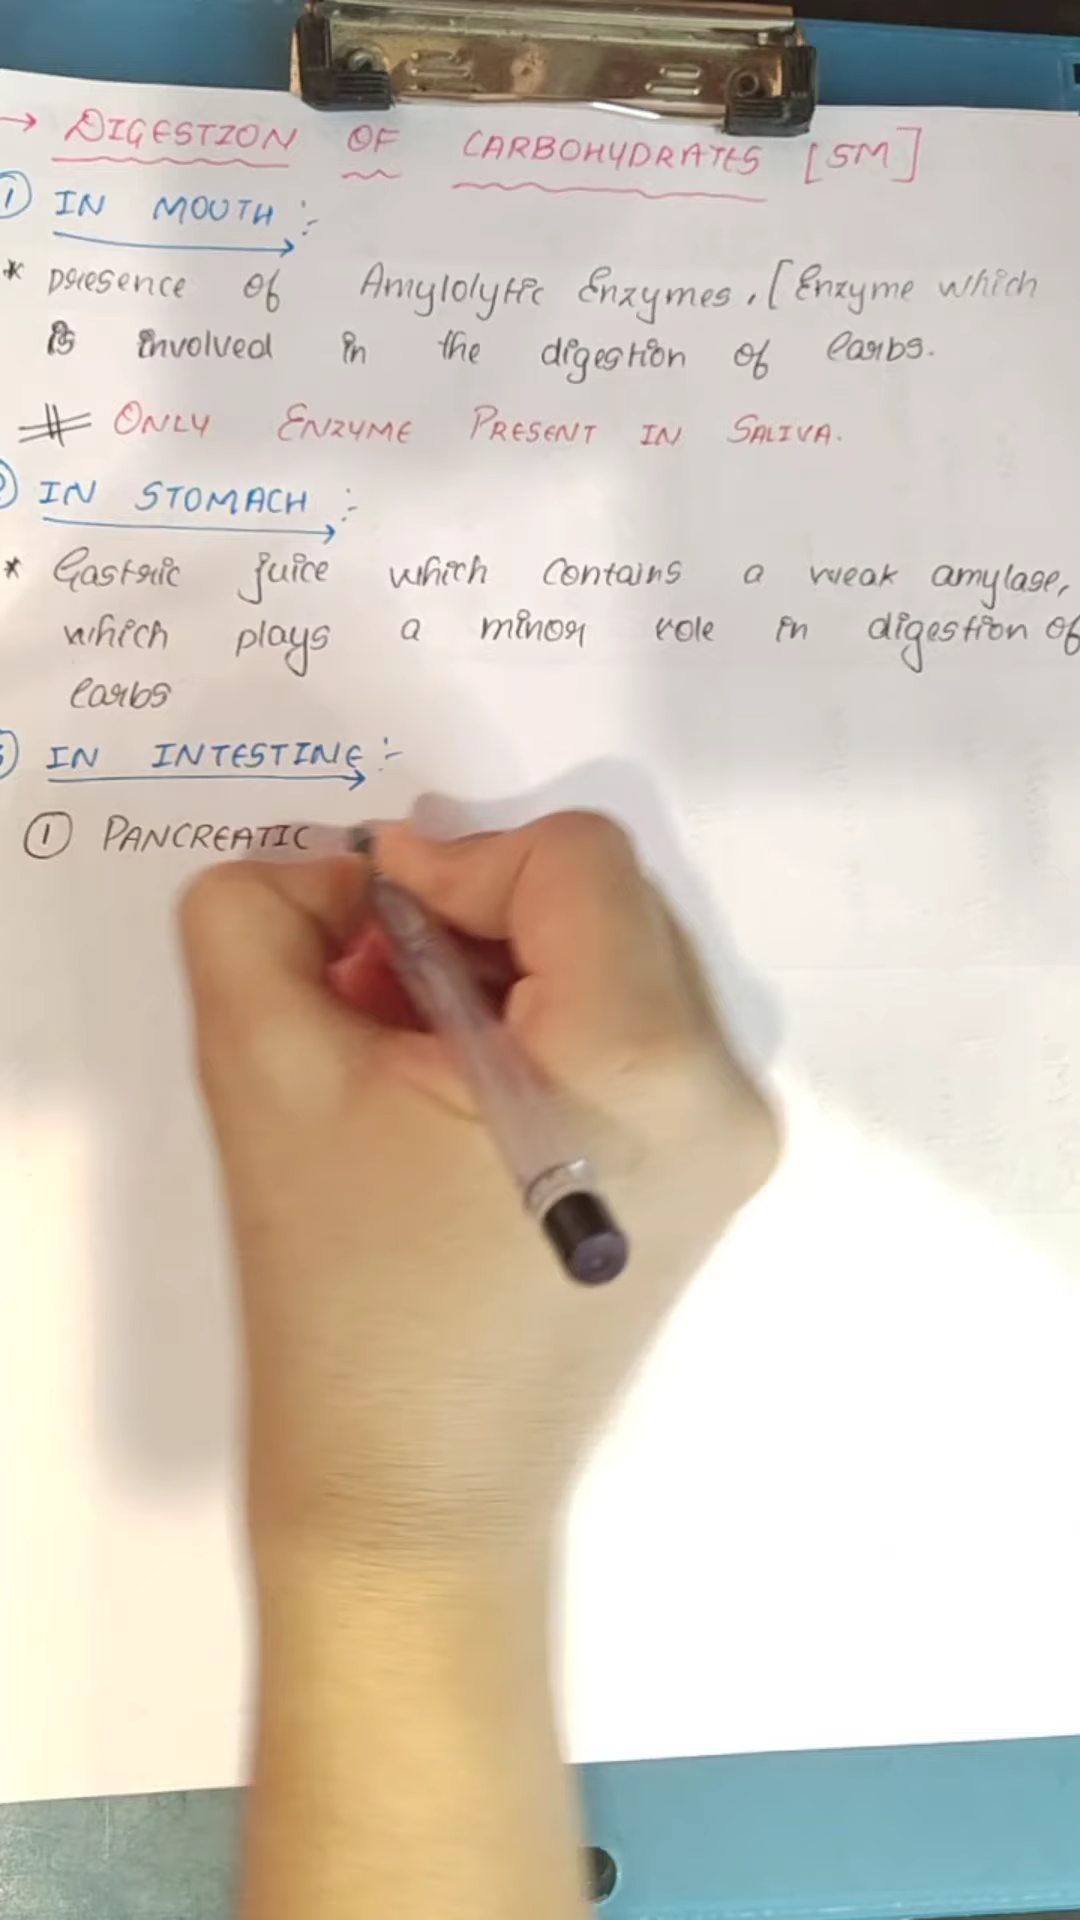 → DIGESTION OF CARBOHYDRATES [5M]
① IN MOUTH :-
* presence of Amylolytic Enzymes, [Enzyme which
is involved in the digestion of Carbs.
# ONLY ENZYME PRESENT IN SALIVA.
② IN STOMACH :-
* Gastric juice which contains a weak amylase,
which plays a minor role in digestion of
Carbs
③ IN INTESTINE :-
① PANCREATIC